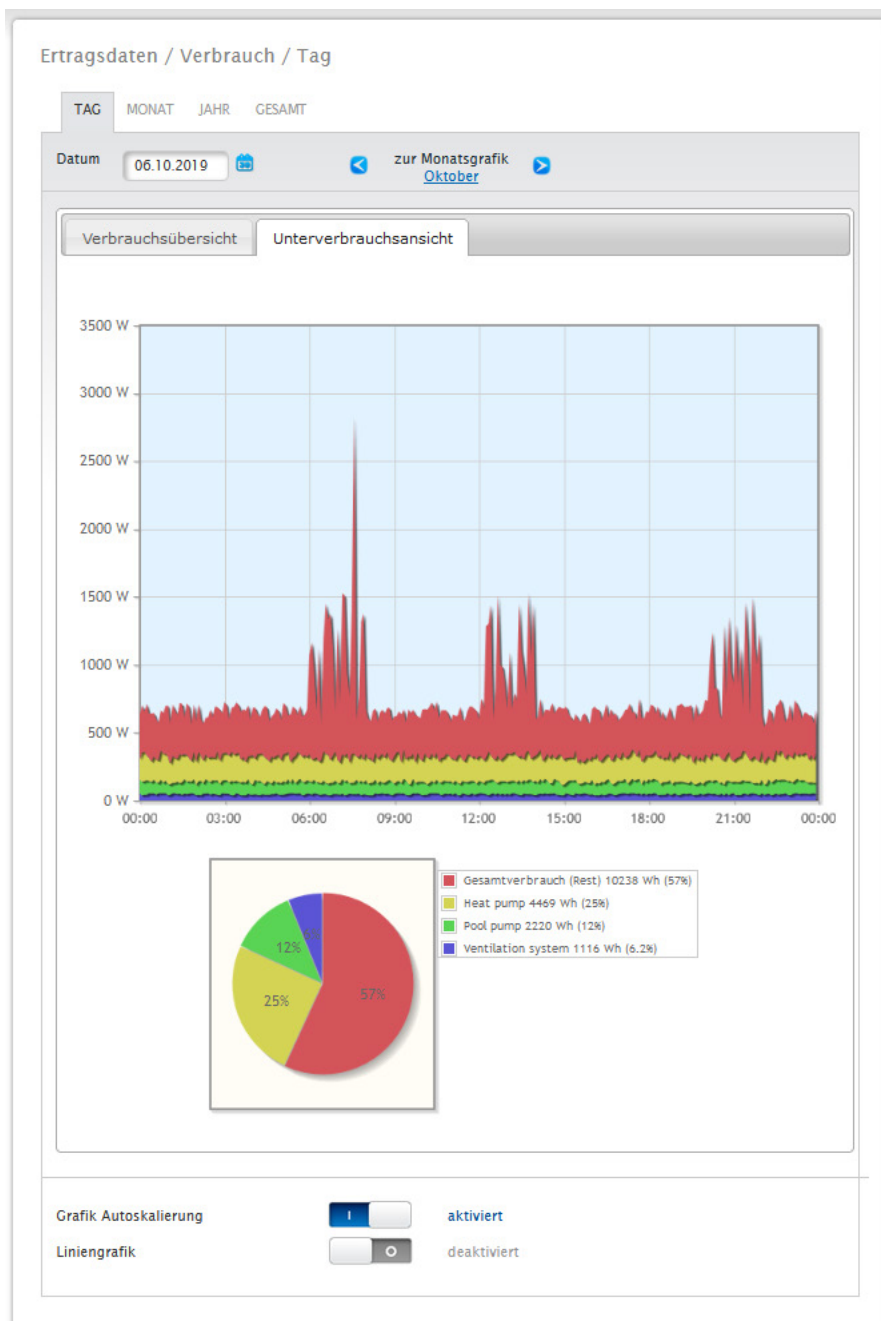 Ertragsdaten / Verbrauch / Tag
TAG MONAT JAHR GESAMT
Datum 06.10.2019 zur Monatsgrafik
Oktober
Verbrauchsübersicht Unterverbrauchsansicht
3500 W
3000 W
2500 W
2000 W
1500 W
1000 W
500 W
0 W
00:00 03:00 06:00 09:00 12:00 15:00 18:00 21:00 00:00
Gesamtverbrauch (Rest) 10238 Wh (57%)
Heat pump 4469 Wh (25%)
Pool pump 2220 Wh (12%)
Ventilation system 1116 Wh (6.2%)
12%
25%
57%
Grafik Autoskalierung I aktiviert
Liniengrafik O deaktiviert